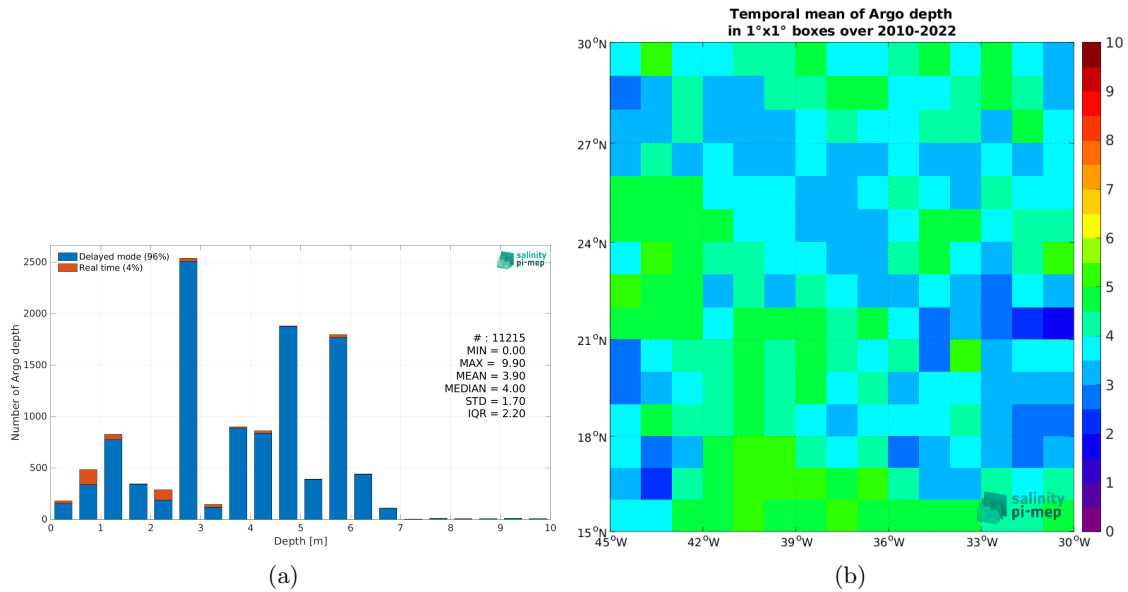 Delayed mode (96%)
Real time (4%)
salinity
pi-mep
2500
2000
1500
1000
500
0
Number of Argo depth
# : 11215
MIN = 0.00
MAX = 9.90
MEAN = 3.90
MEDIAN = 4.00
STD = 1.70
IQR = 2.20
0 1 2 3 4 5 6 7 8 9 10
Depth [m]
(a)
Temporal mean of Argo depth
in 1°x1° boxes over 2010-2022
30°N
27°N
24°N
21°N
18°N
15°N
45°W 42°W 39°W 36°W 33°W 30°W
salinity
pi-mep
10
9
8
7
6
5
4
3
2
1
0
(b)